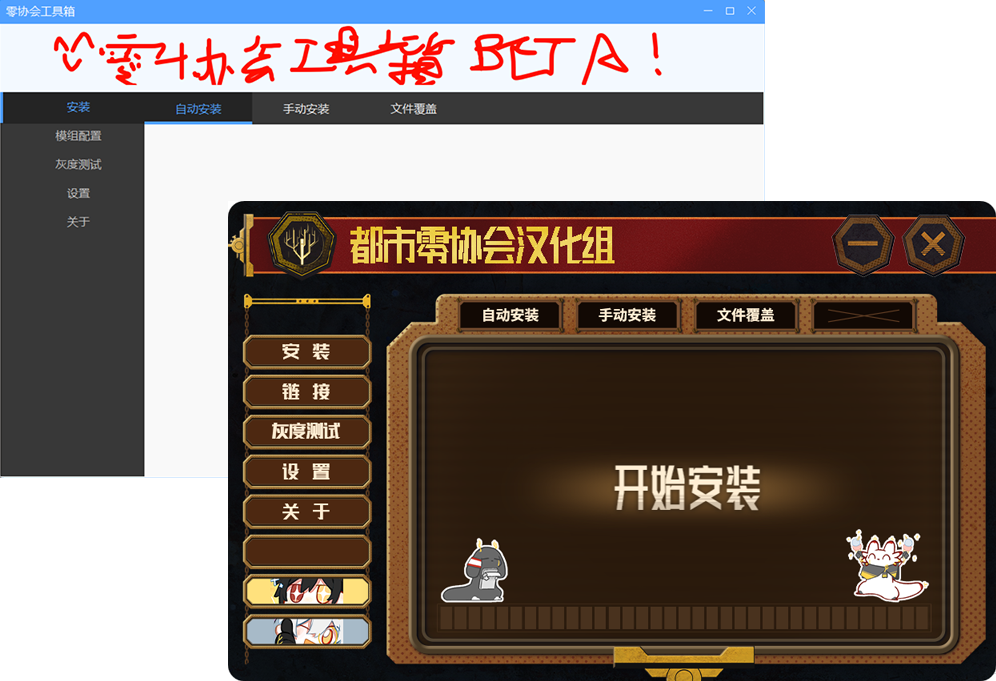 零协会工具箱
零协会工具箱 BETA!
安装
自动安装 手动安装 文件覆盖
模组配置
灰度测试
设置
关于
都市零协会汉化组
自动安装 手动安装 文件覆盖
安装
链接
灰度测试
设置
关于
开始安装